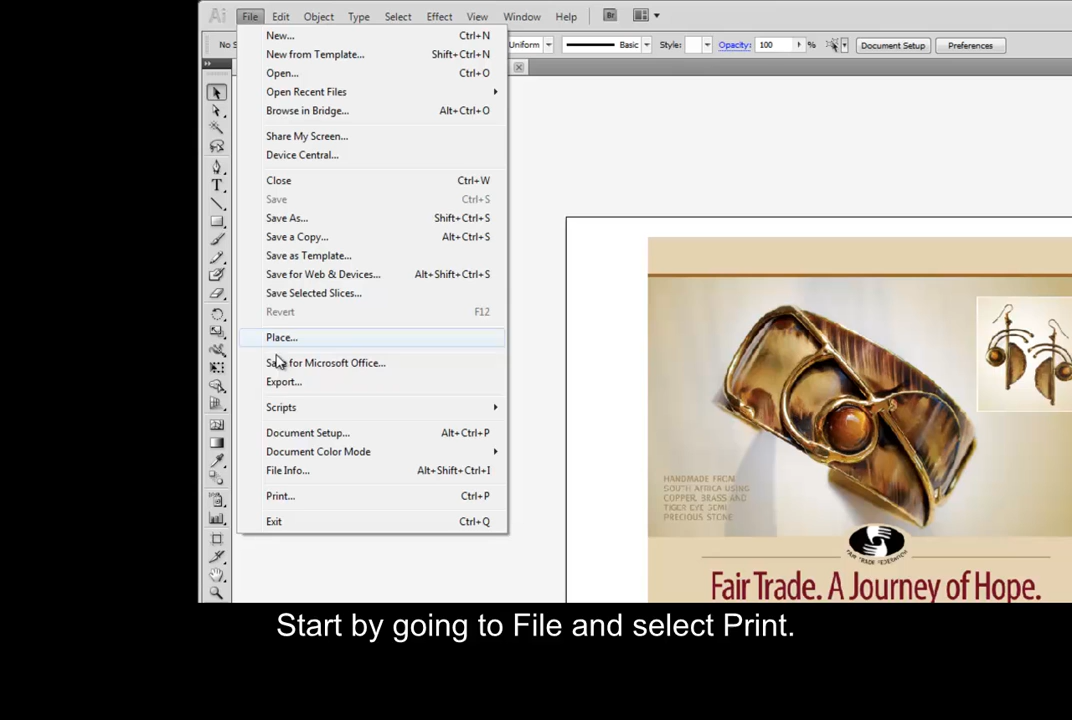 Ai File Edit Object Type Select Effect View Window Help Br
Uniform Basic Style: Opacity: 100 % Document Setup Preferences
New... Ctrl+N
New from Template... Shift+Ctrl+N
Open... Ctrl+O
Open Recent Files
Browse in Bridge... Alt+Ctrl+O
Share My Screen...
Device Central...
Close Ctrl+W
Save Ctrl+S
Save As... Shift+Ctrl+S
Save a Copy... Alt+Ctrl+S
Save as Template...
Save for Web & Devices... Alt+Shift+Ctrl+S
Save Selected Slices...
Revert F12
Place...
Save for Microsoft Office...
Export...
Scripts
Document Setup... Alt+Ctrl+P
Document Color Mode
File Info... Alt+Shift+Ctrl+I
Print... Ctrl+P
Exit Ctrl+Q
HANDMADE FROM
SOUTH AFRICA USING
COPPER, BRASS AND
TIGER EYE SEMI
PRECIOUS STONE
FAIR TRADE FEDERATION
Fair Trade. A Journey of Hope.
Start by going to File and select Print.